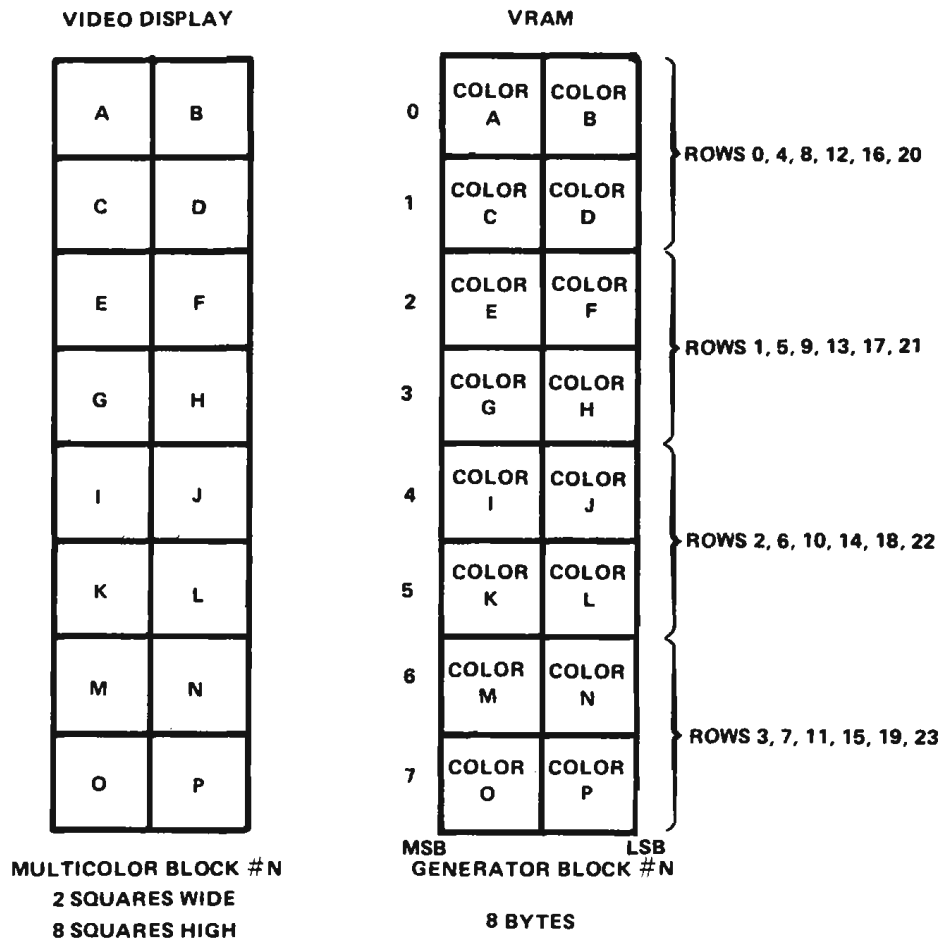 VIDEO DISPLAY
A B
C D
E F
G H
I J
K L
M N
O P
MULTICOLOR BLOCK #N
2 SQUARES WIDE
8 SQUARES HIGH
VRAM
0 COLOR A COLOR B
1 COLOR C COLOR D
ROWS 0, 4, 8, 12, 16, 20
2 COLOR E COLOR F
3 COLOR G COLOR H
ROWS 1, 5, 9, 13, 17, 21
4 COLOR I COLOR J
5 COLOR K COLOR L
ROWS 2, 6, 10, 14, 18, 22
6 COLOR M COLOR N
7 COLOR O COLOR P
ROWS 3, 7, 11, 15, 19, 23
MSB LSB
GENERATOR BLOCK #N
8 BYTES